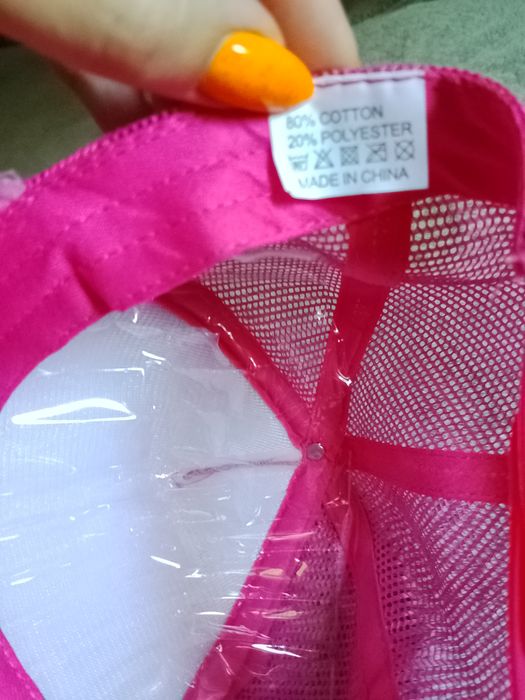 80% COTTON
20% POLYESTER
MADE IN CHINA